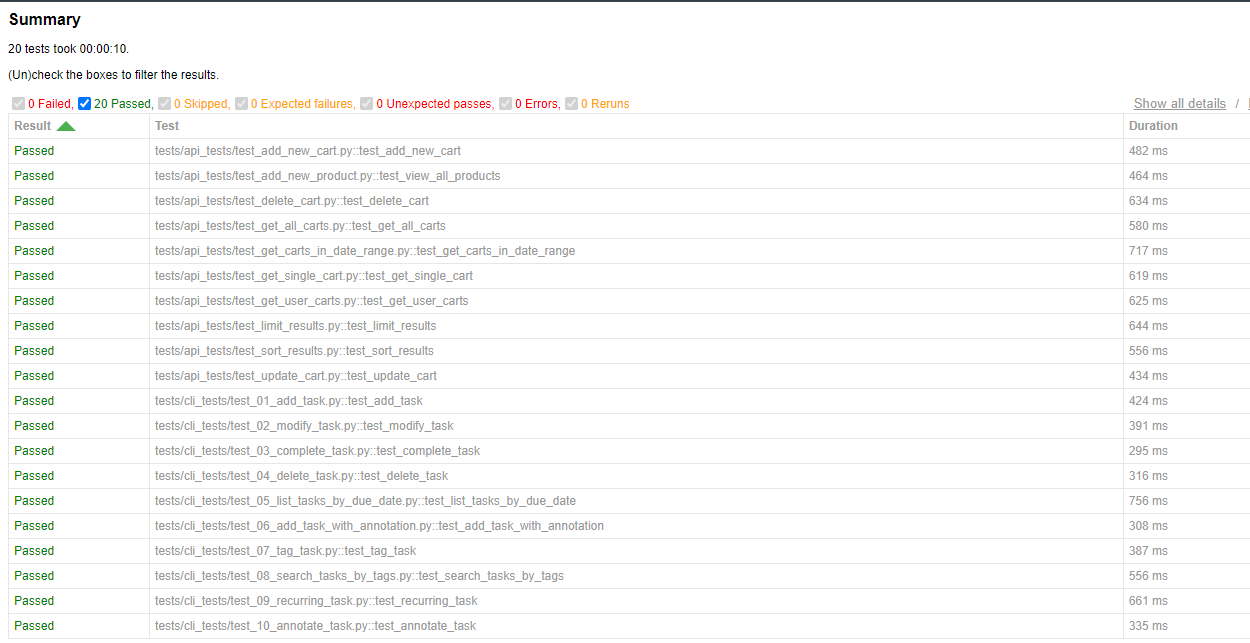 Summary
20 tests took 00:00:10.
(Un)check the boxes to filter the results.
0 Failed, 20 Passed, 0 Skipped, 0 Expected failures, 0 Unexpected passes, 0 Errors, 0 Reruns Show all details /
Result Test Duration
Passed tests/api_tests/test_add_new_cart.py::test_add_new_cart 482 ms
Passed tests/api_tests/test_add_new_product.py::test_view_all_products 464 ms
Passed tests/api_tests/test_delete_cart.py::test_delete_cart 634 ms
Passed tests/api_tests/test_get_all_carts.py::test_get_all_carts 580 ms
Passed tests/api_tests/test_get_carts_in_date_range.py::test_get_carts_in_date_range 717 ms
Passed tests/api_tests/test_get_single_cart.py::test_get_single_cart 619 ms
Passed tests/api_tests/test_get_user_carts.py::test_get_user_carts 625 ms
Passed tests/api_tests/test_limit_results.py::test_limit_results 644 ms
Passed tests/api_tests/test_sort_results.py::test_sort_results 556 ms
Passed tests/api_tests/test_update_cart.py::test_update_cart 434 ms
Passed tests/cli_tests/test_01_add_task.py::test_add_task 424 ms
Passed tests/cli_tests/test_02_modify_task.py::test_modify_task 391 ms
Passed tests/cli_tests/test_03_complete_task.py::test_complete_task 295 ms
Passed tests/cli_tests/test_04_delete_task.py::test_delete_task 316 ms
Passed tests/cli_tests/test_05_list_tasks_by_due_date.py::test_list_tasks_by_due_date 756 ms
Passed tests/cli_tests/test_06_add_task_with_annotation.py::test_add_task_with_annotation 308 ms
Passed tests/cli_tests/test_07_tag_task.py::test_tag_task 387 ms
Passed tests/cli_tests/test_08_search_tasks_by_tags.py::test_search_tasks_by_tags 556 ms
Passed tests/cli_tests/test_09_recurring_task.py::test_recurring_task 661 ms
Passed tests/cli_tests/test_10_annotate_task.py::test_annotate_task 335 ms